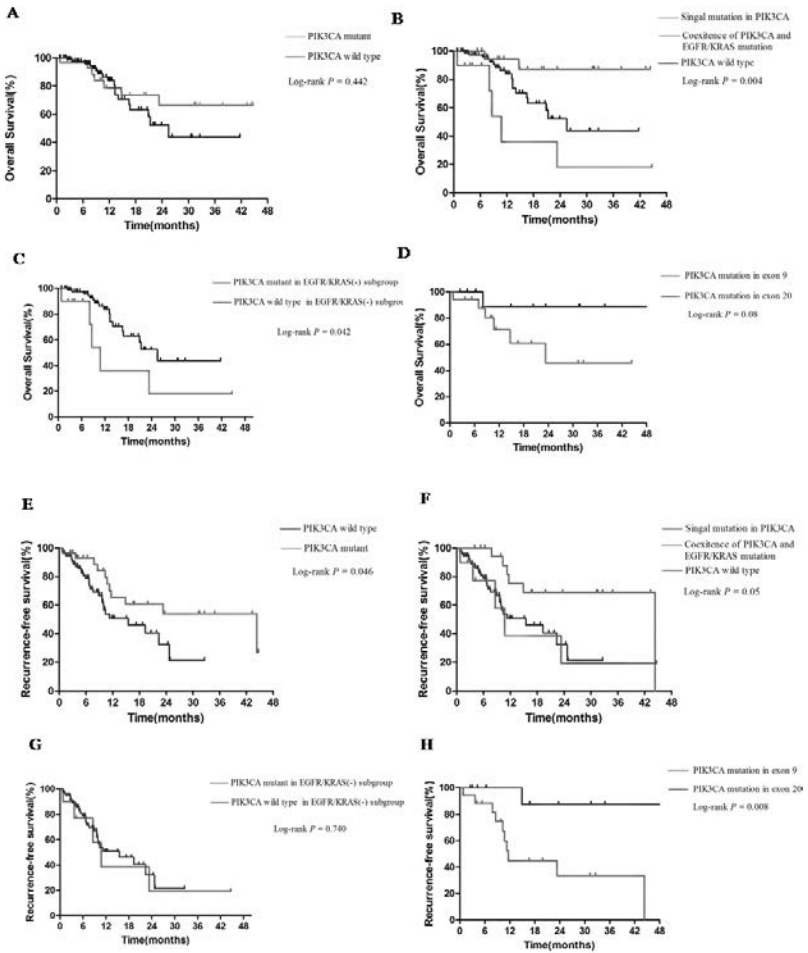 A
Overall Survival(%)
100
80
60
40
20
0
0 6 12 18 24 30 36 42 48
Time(months)
PIK3CA mutant
PIK3CA wild type
Log-rank P = 0.442
B
Overall Survival(%)
100
80
60
40
20
0
0 6 12 18 24 30 36 42 48
Time(months)
Singal mutation in PIK3CA
Coexitence of PIK3CA and
EGFR/KRAS mutation
PIK3CA wild type
Log-rank P = 0.004
C
Overall Survival(%)
100
80
60
40
20
0
0 6 12 18 24 30 36 42 48
Time(months)
PIK3CA mutant in EGFR/KRAS(-) subgroup
PIK3CA wild type in EGFR/KRAS(-) subgrou
Log-rank P = 0.042
D
Overall Survival(%)
100
80
60
40
20
0
0 6 12 18 24 30 36 42 48
Time(months)
PIK3CA mutation in exon 9
PIK3CA mutation in exon 20
Log-rank P = 0.08
E
Recurrence-free survival(%)
100
80
60
40
20
0
0 6 12 18 24 30 36 42 48
Time(months)
PIK3CA wild type
PIK3CA mutant
Log-rank P = 0.046
F
Recurrence-free survival(%)
100
80
60
40
20
0
0 6 12 18 24 30 36 42 48
Time(months)
Singal mutation in PIK3CA
Coexitence of PIK3CA and
EGFR/KRAS mutation
PIK3CA wild type
Log-rank P = 0.05
G
Recurrence-free survival(%)
100
80
60
40
20
0
0 6 12 18 24 30 36 42 48
Time(months)
PIK3CA mutant in EGFR/KRAS(-) subgroup
PIK3CA wild type in EGFR/KRAS(-) subgroup
Log-rank P = 0.740
H
Recurrence-free survival(%)
100
80
60
40
20
0
0 6 12 18 24 30 36 42 48
Time(months)
PIK3CA mutation in exon 9
PIK3CA mutation in exon 20
Log-rank P = 0.008